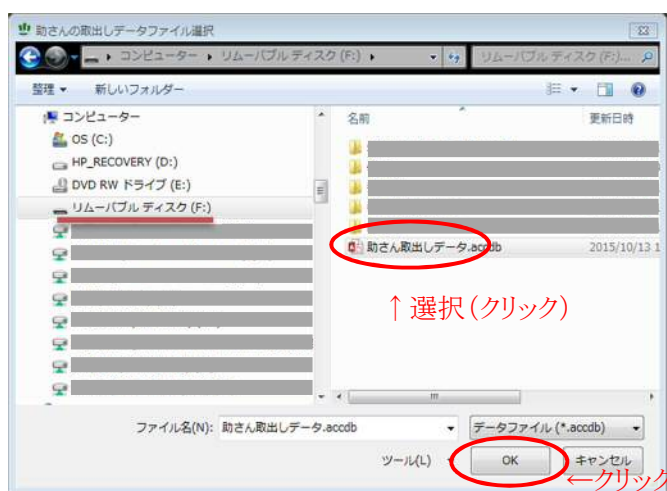 助さんの取出しデータファイル選択
コンピューター ▸ リムーバブル ディスク (F:) ▸
リムーバブル ディスク (F:)...
整理 ▼ 新しいフォルダー
コンピューター
OS (C:)
HP_RECOVERY (D:)
DVD RW ドライブ (E:)
リムーバブル ディスク (F:)
名前 更新日時
助さん取出しデータ.accdb 2015/10/13 1
↑選択(クリック)
ファイル名(N): 助さん取出しデータ.accdb データファイル (*.accdb)
ツール(L) OK キャンセル
←クリック